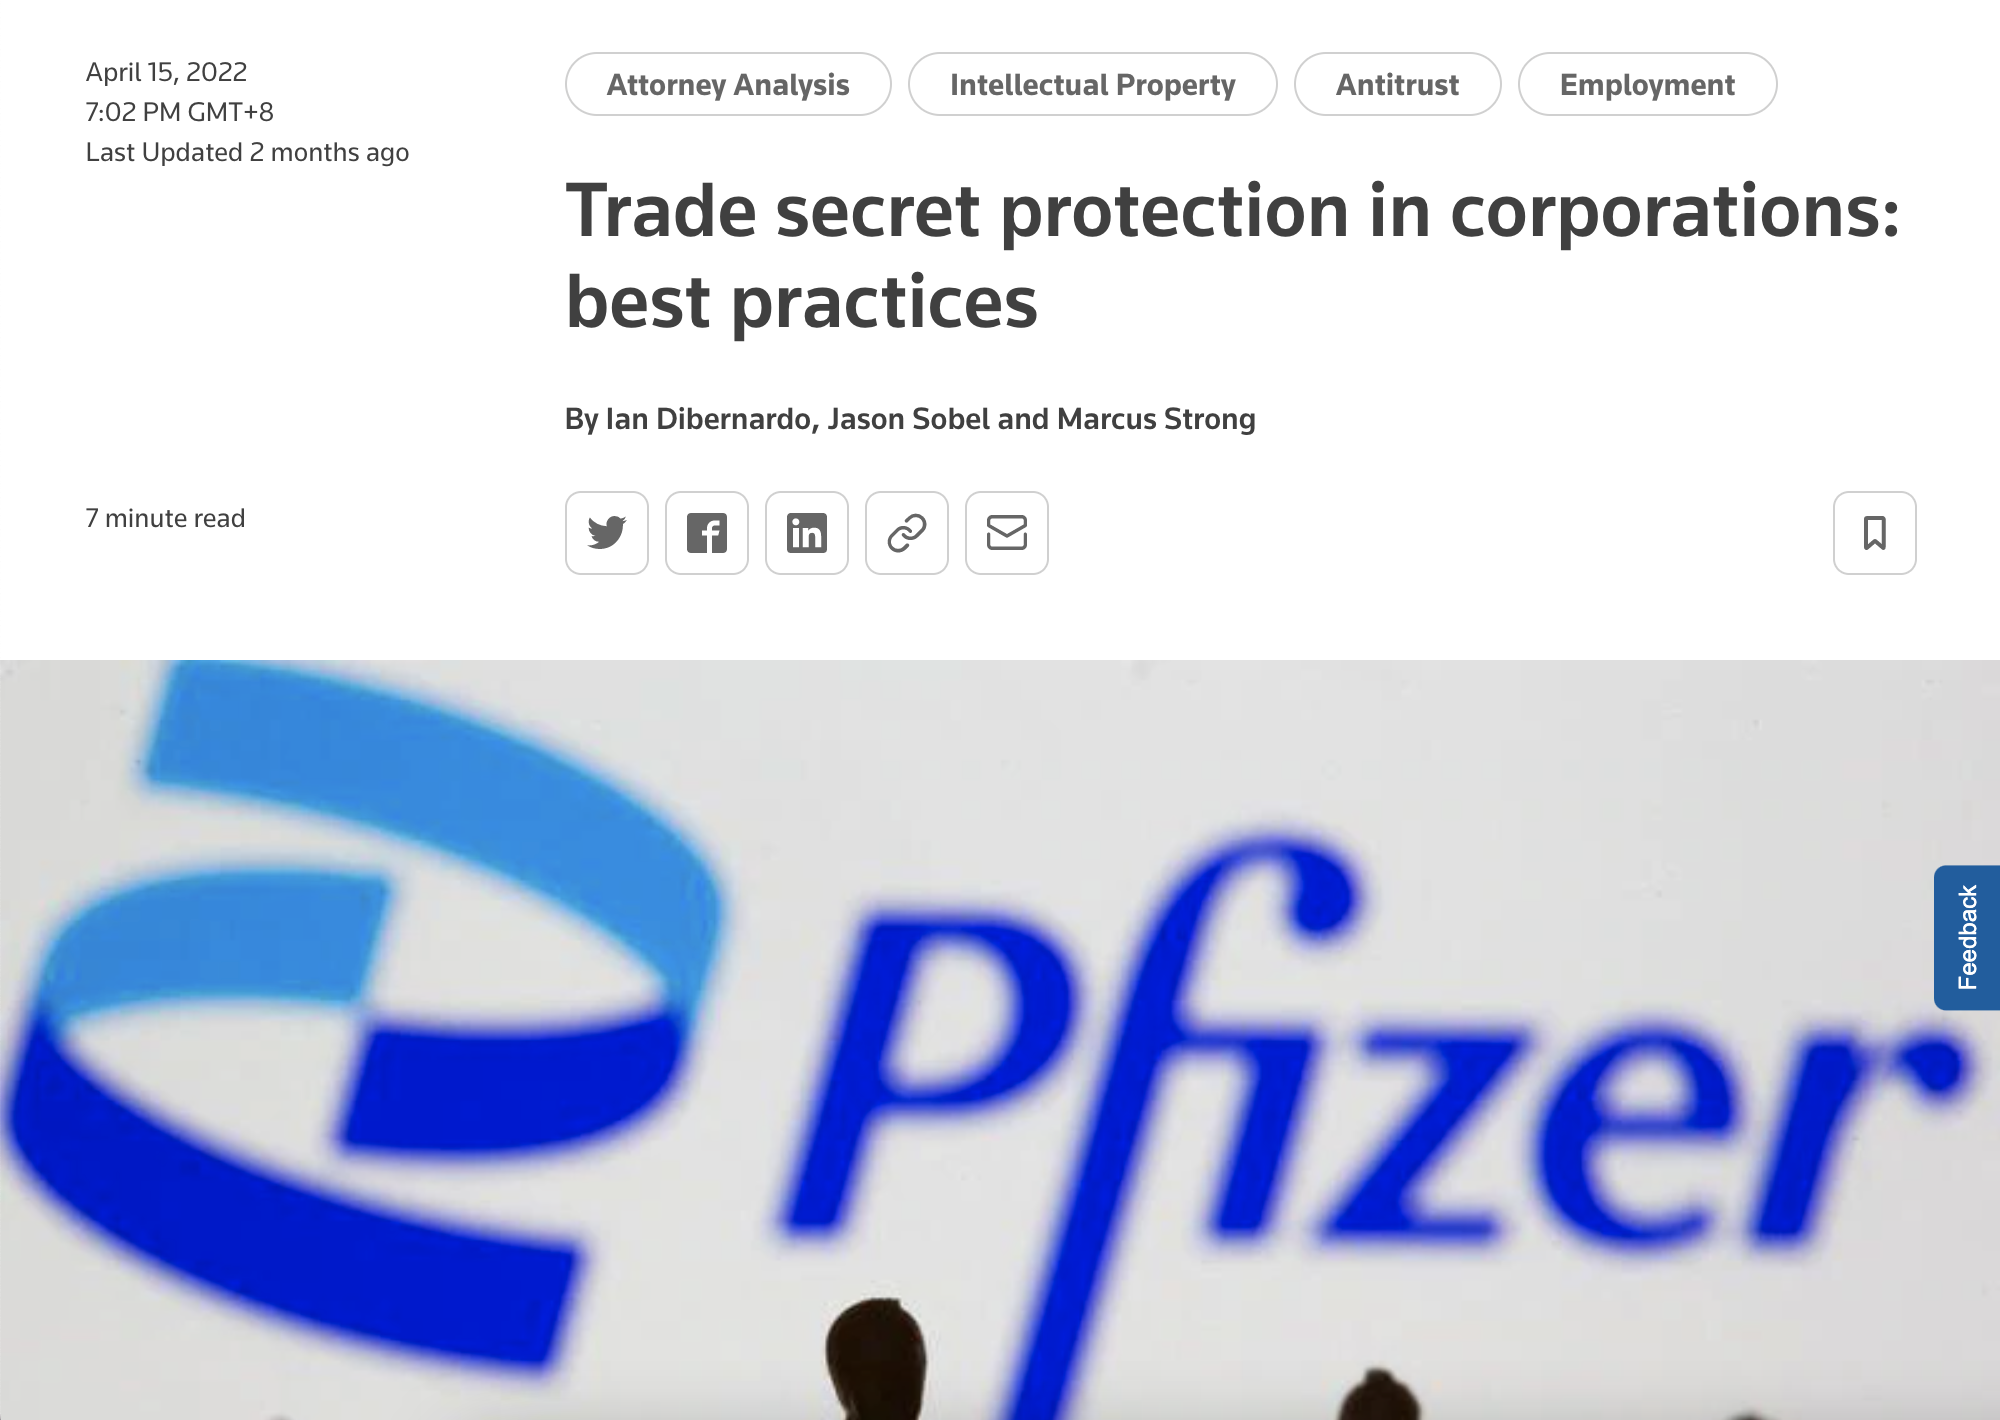 April 15, 2022
7:02 PM GMT+8
Last Updated 2 months ago
Attorney Analysis Intellectual Property Antitrust Employment
Trade secret protection in corporations:
best practices
By Ian Dibernardo, Jason Sobel and Marcus Strong
7 minute read
Feedback
Pfizer